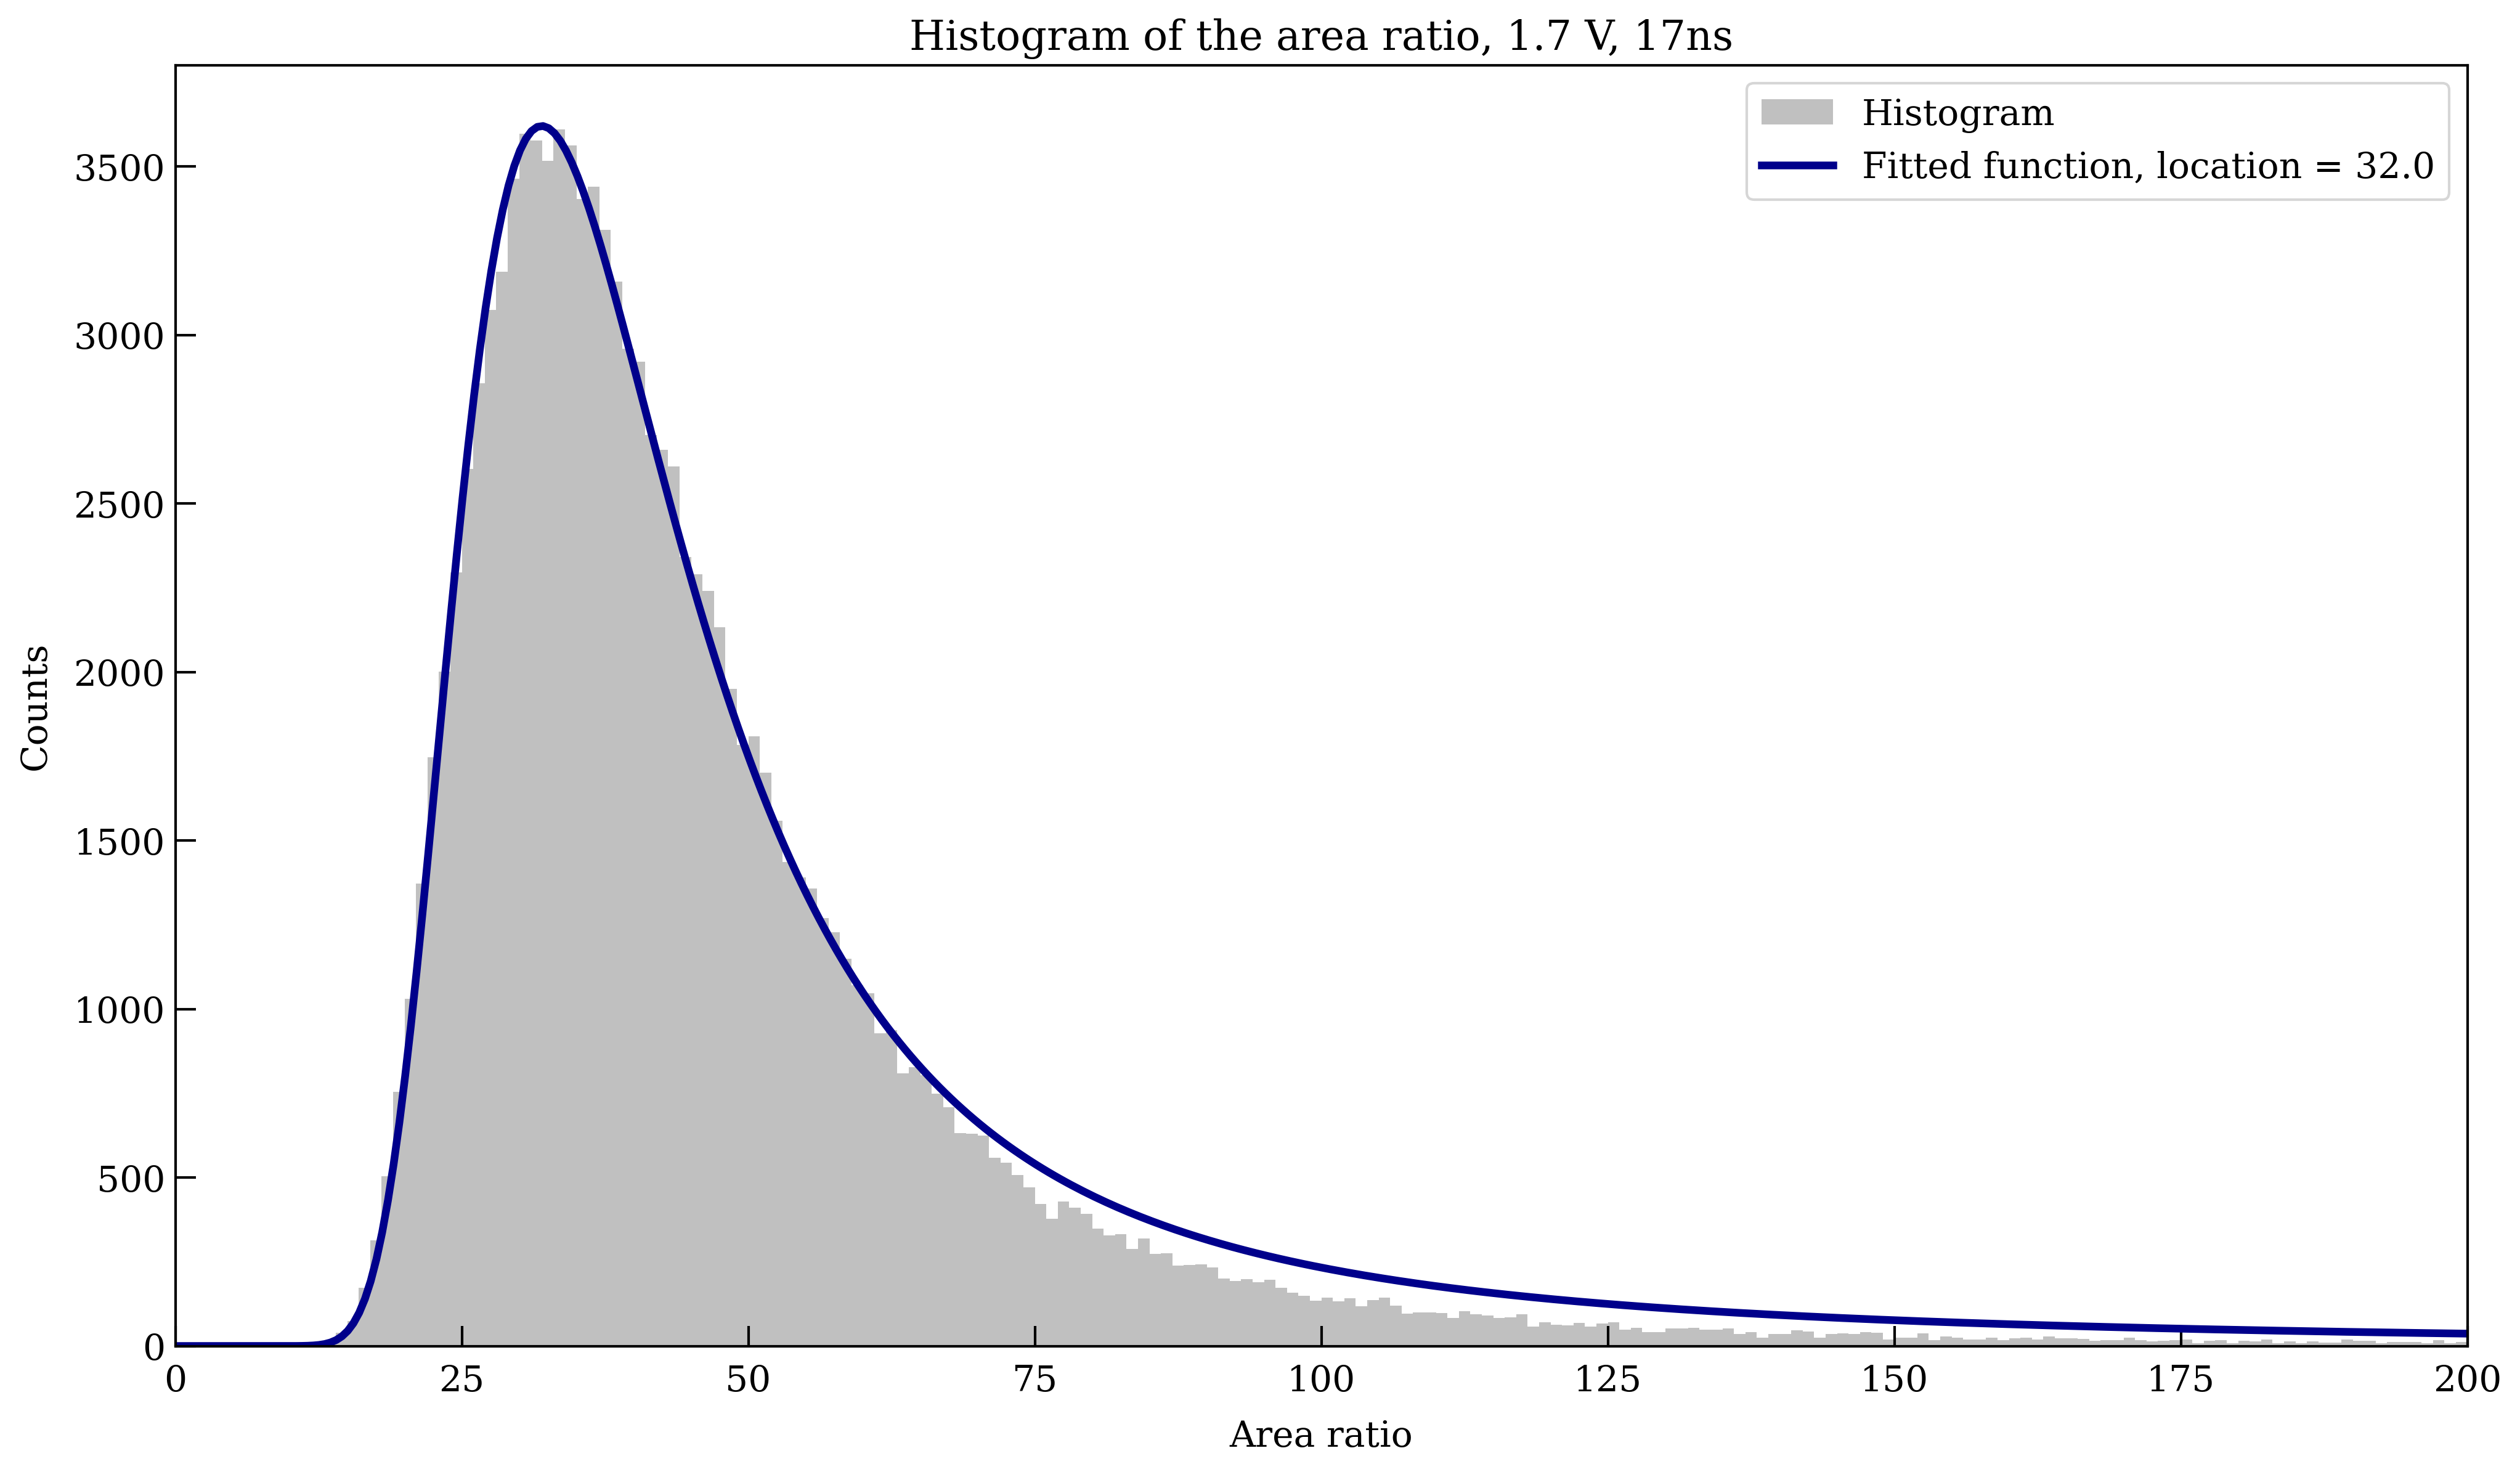 Histogram of the area ratio, 1.7 V, 17ns
Histogram
Fitted function, location = 32.0
Counts
3500
3000
2500
2000
1500
1000
500
0
0 25 50 75 100 125 150 175 200
Area ratio